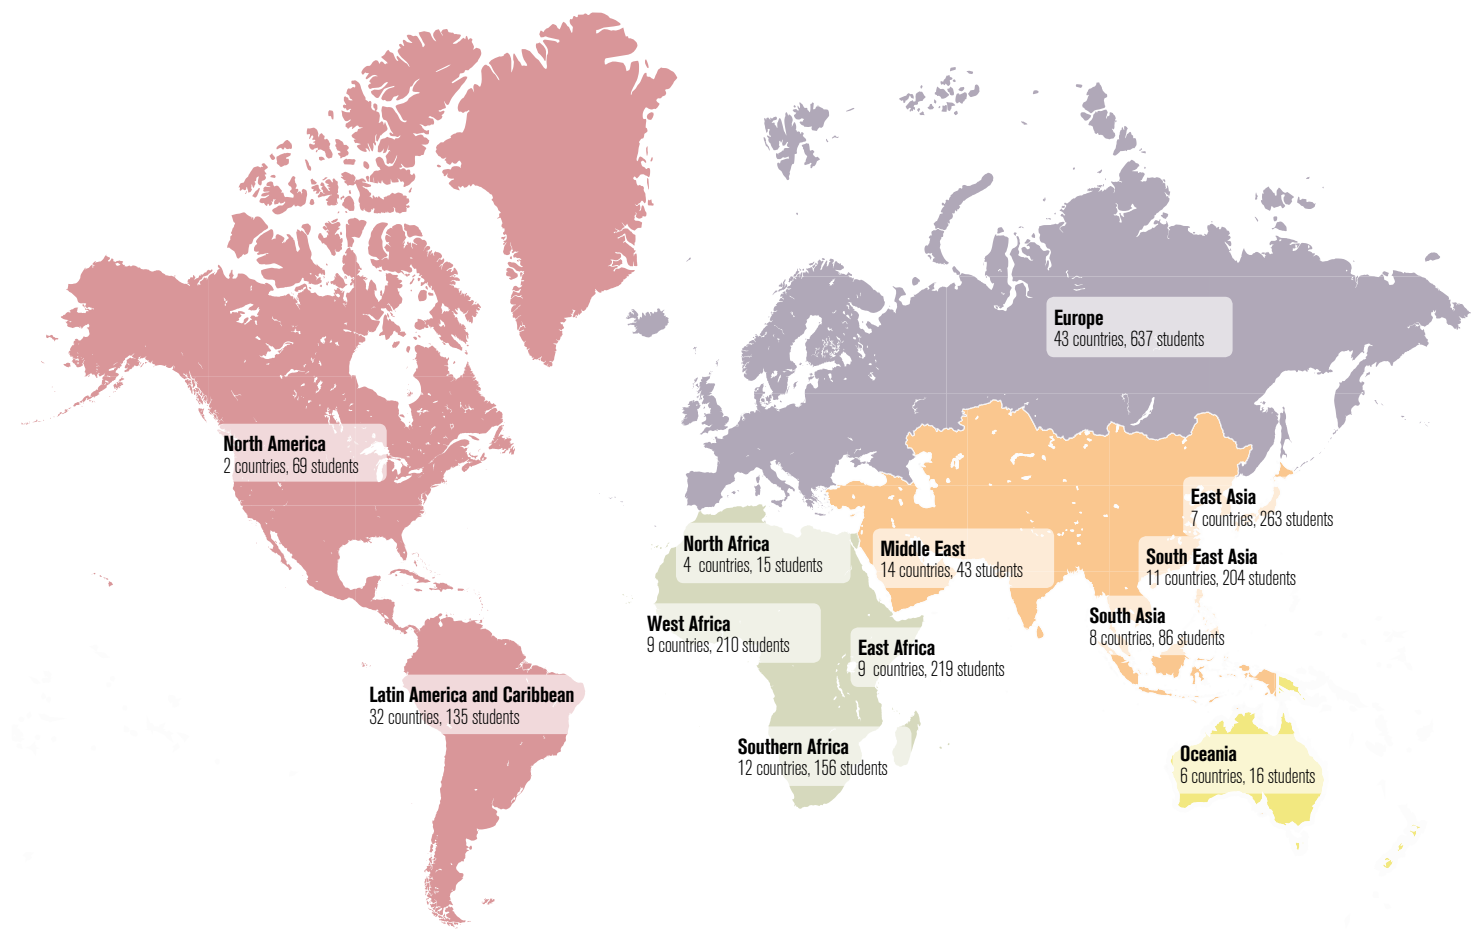 Europe
43 countries, 637 students
North America
2 countries, 69 students
East Asia
7 countries, 263 students
North Africa
4 countries, 15 students
Middle East
14 countries, 43 students
South East Asia
11 countries, 204 students
West Africa
9 countries, 210 students
South Asia
8 countries, 86 students
East Africa
9 countries, 219 students
Latin America and Caribbean
32 countries, 135 students
Southern Africa
12 countries, 156 students
Oceania
6 countries, 16 students